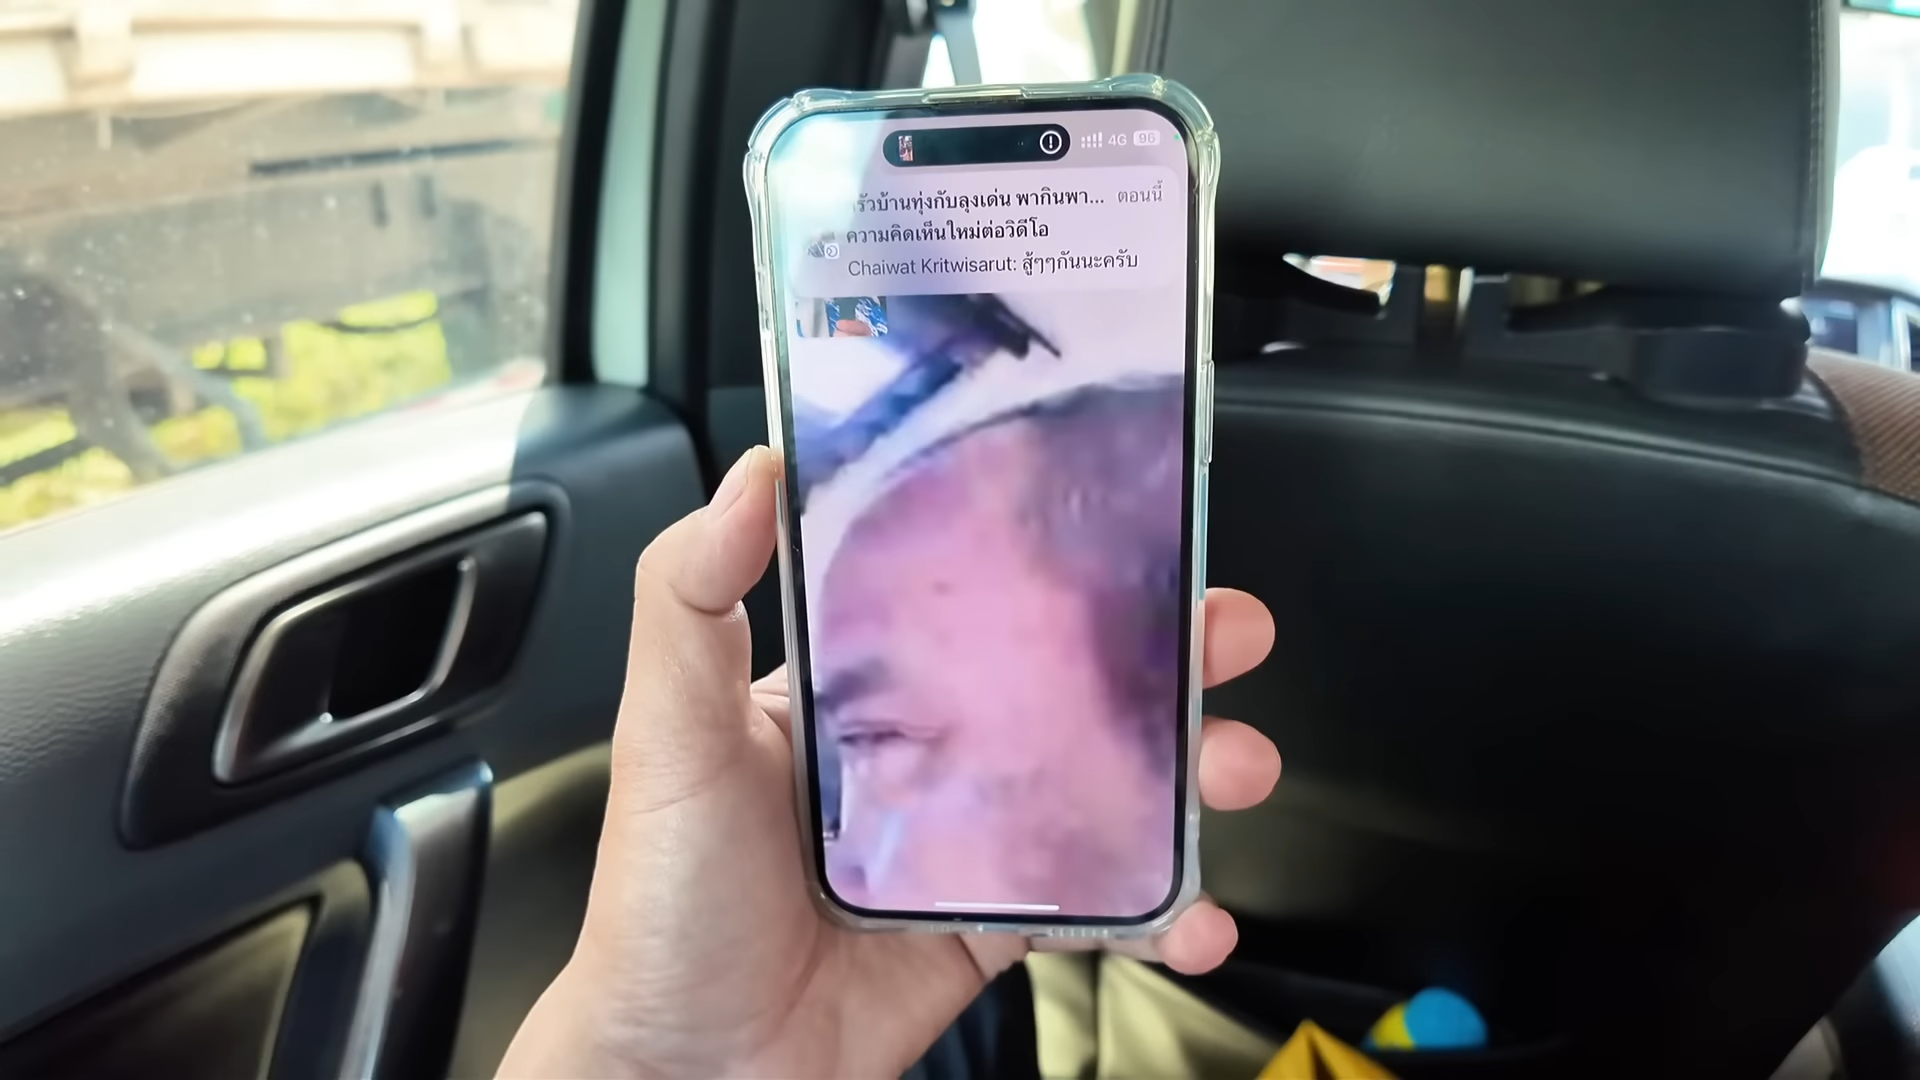 4G 96
รัวบ้านทุ่งกับลุงเด่น พากินพา... ตอนนี้
ความคิดเห็นใหม่ต่อวิดีโอ
Chaiwat Kritwisarut: สู้ๆๆกันนะครับ